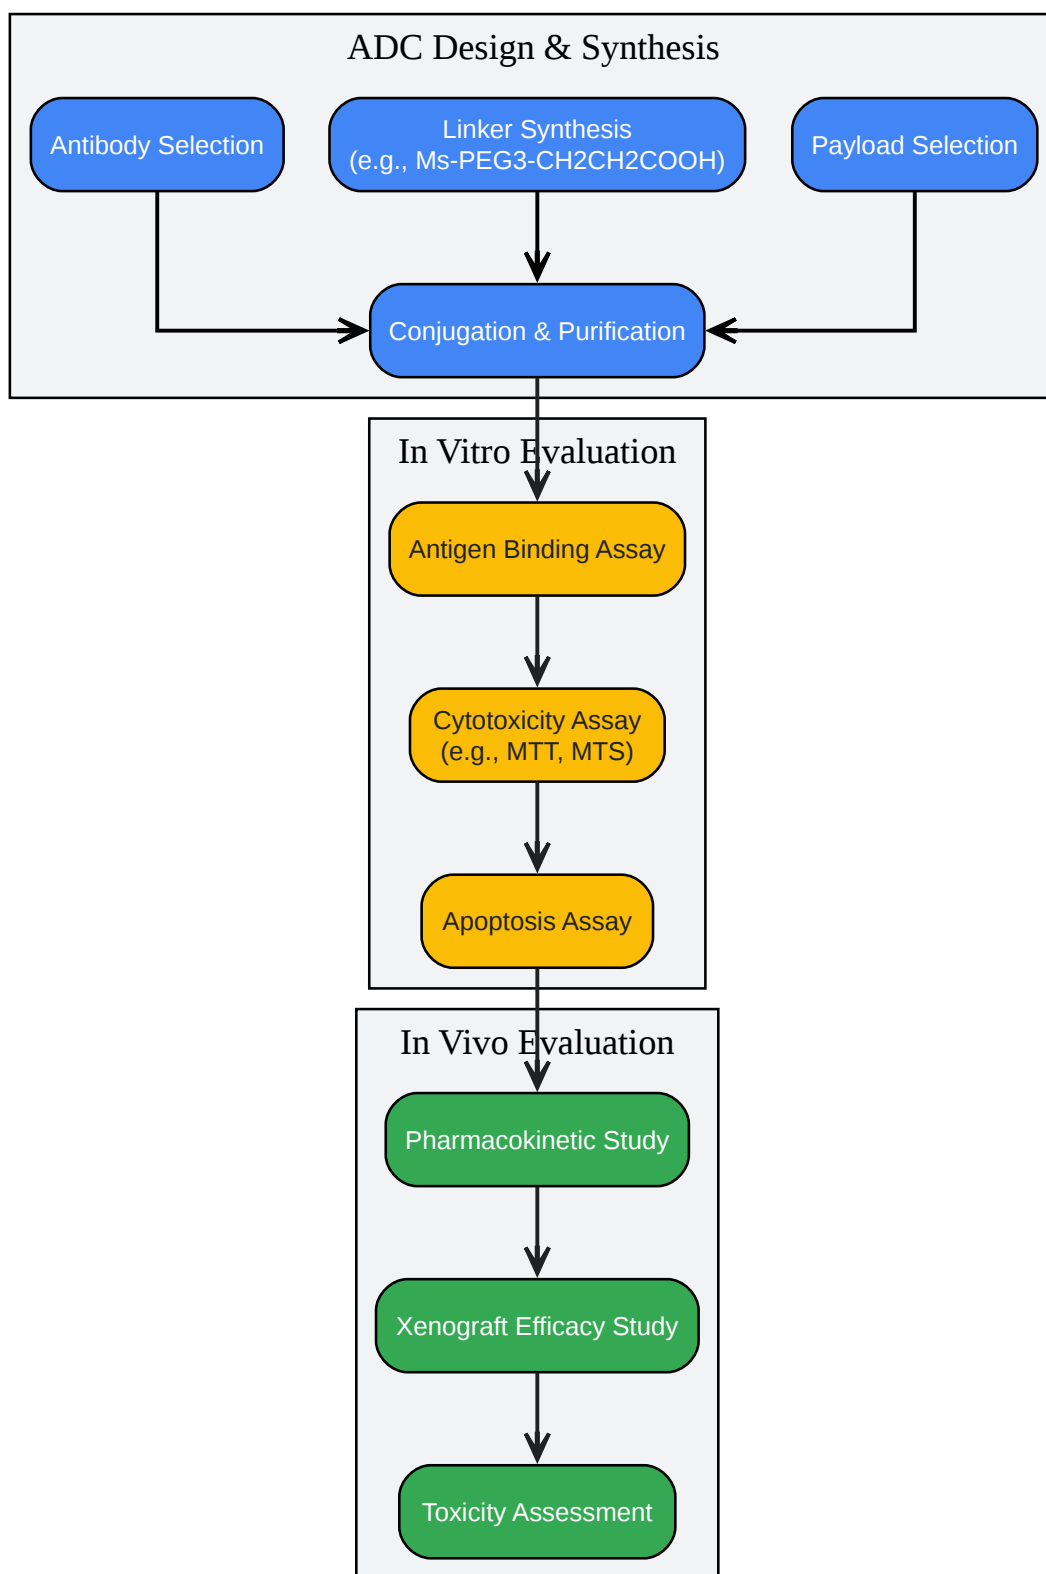 ADC Design & Synthesis
Antibody Selection
Linker Synthesis
(e.g., Ms-PEG3-CH2CH2COOH)
Payload Selection
Conjugation & Purification
In Vitro Evaluation
Antigen Binding Assay
Cytotoxicity Assay
(e.g., MTT, MTS)
Apoptosis Assay
In Vivo Evaluation
Pharmacokinetic Study
Xenograft Efficacy Study
Toxicity Assessment